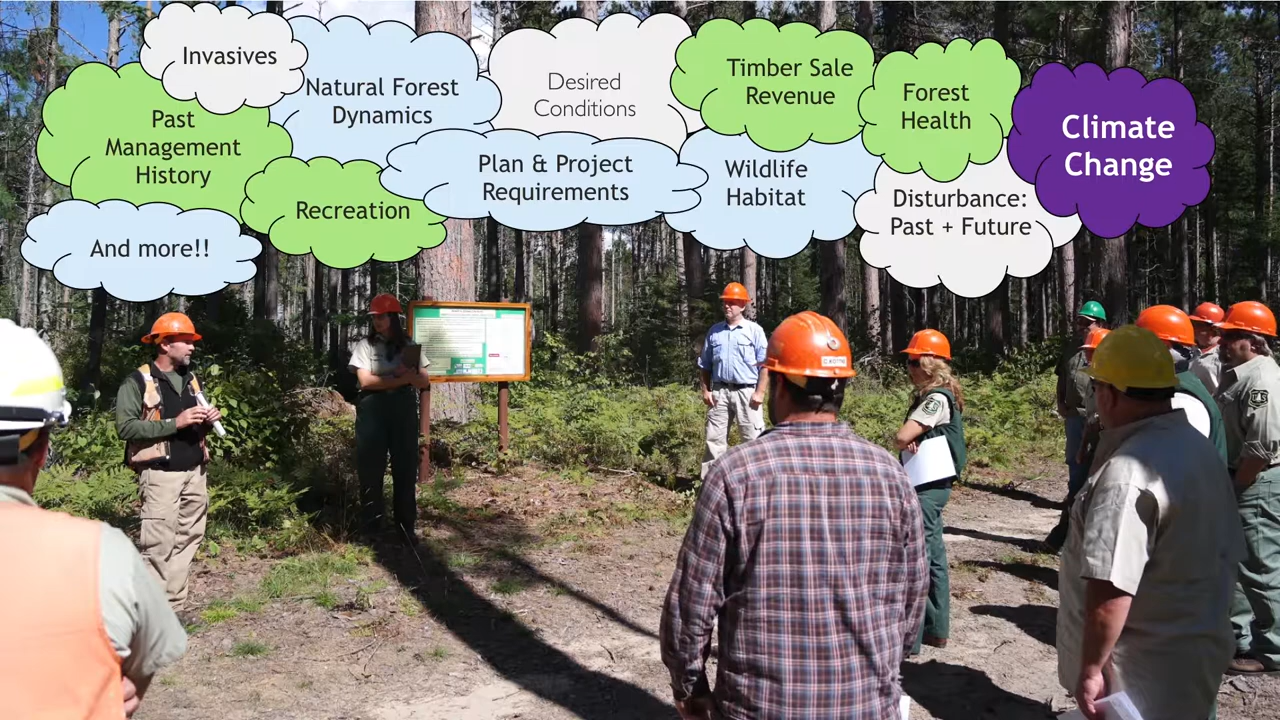 Invasives
Natural Forest
Dynamics
Desired
Conditions
Timber Sale
Revenue
Forest
Health
Climate
Change
Past
Management
History
Plan & Project
Requirements
Wildlife
Habitat
Recreation
Disturbance:
Past + Future
And more!!